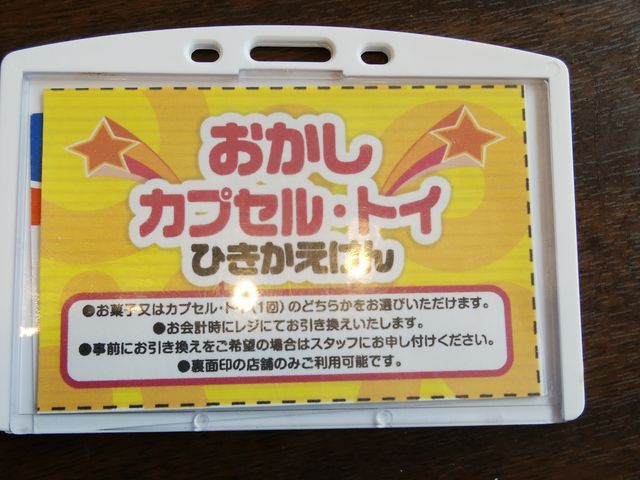 おかし
カプセル・トイ
ひきかえけん
●お菓子又はカプセル・トイ(1回)のどちらかをお選びいただけます。
●お会計時にレジにてお引き換えいたします。
●事前にお引き換えをご希望の場合はスタッフにお申し付けください。
●裏面印の店舗のみご利用可能です。